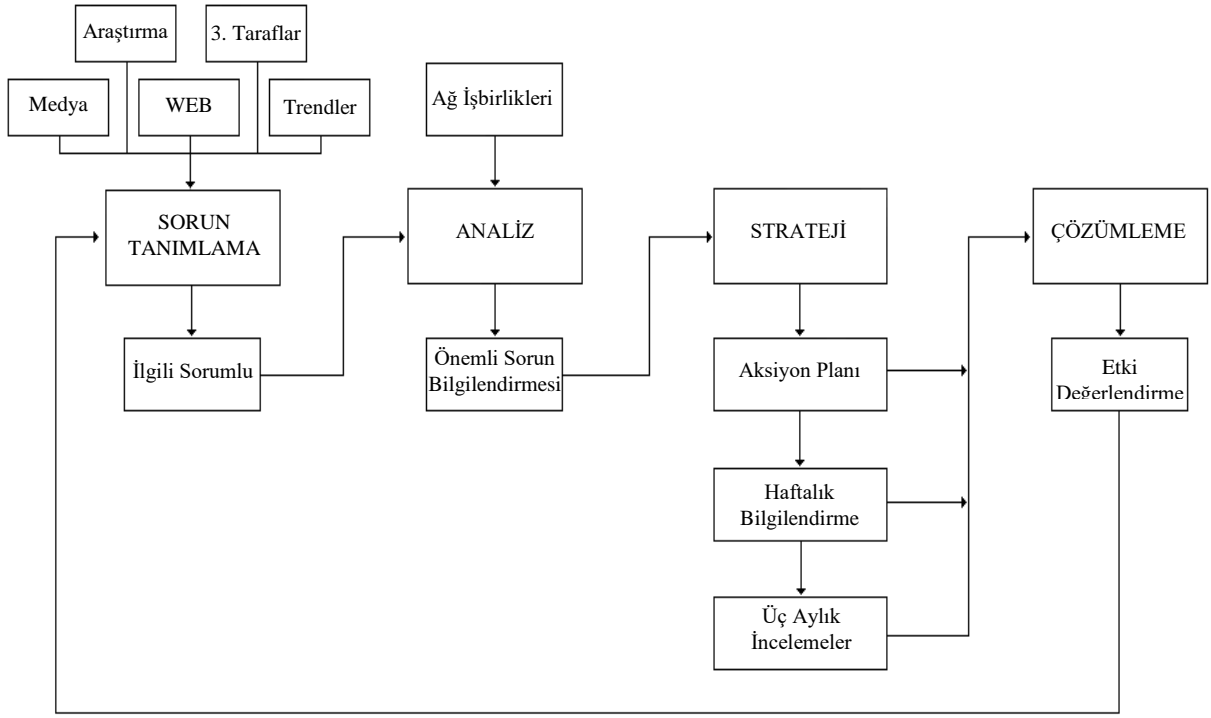 Araştırma
3. Taraflar
Medya
WEB
Trendler
Ağ İşbirlikleri
SORUN
TANIMLAMA
ANALİZ
STRATEJİ
ÇÖZÜMLEME
İlgili Sorumlu
Önemli Sorun
Bilgilendirmesi
Aksiyon Planı
Etki
Değerlendirme
Haftalık
Bilgilendirme
Üç Aylık
İncelemeler